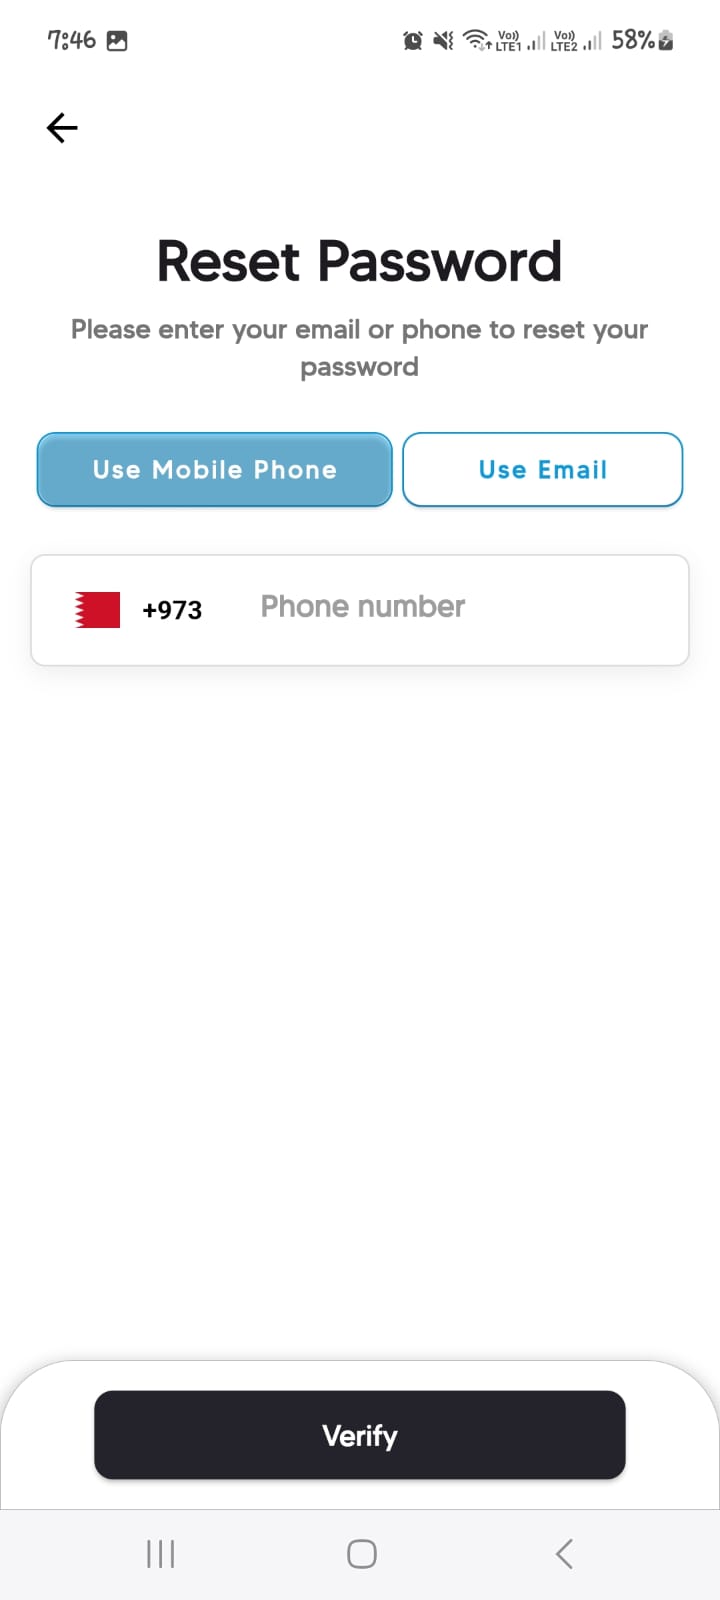 7:46
Vo))
LTE1
Vo))
LTE2
58%
Reset Password
Please enter your email or phone to reset your
password
Use Mobile Phone
Use Email
+973
Phone number
Verify